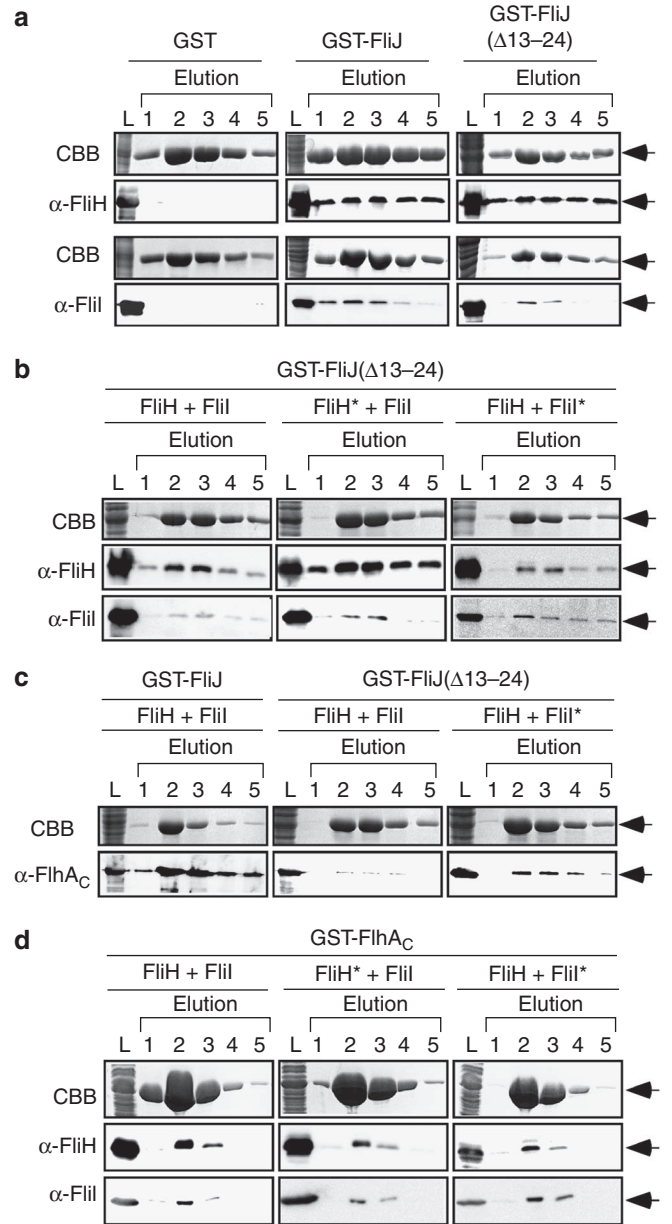 a
GST GST-FliJ GST-FliJ (Δ13–24)
Elution Elution Elution
L 1 2 3 4 5 L 1 2 3 4 5 L 1 2 3 4 5
CBB
α-FliH
CBB
α-FliI
b
GST-FliJ(Δ13–24)
FliH + FliI FliH* + FliI FliH + FliI*
Elution Elution Elution
L 1 2 3 4 5 L 1 2 3 4 5 L 1 2 3 4 5
CBB
α-FliH
α-FliI
c
GST-FliJ GST-FliJ(Δ13–24)
FliH + FliI FliH + FliI FliH + FliI*
Elution Elution Elution
L 1 2 3 4 5 L 1 2 3 4 5 L 1 2 3 4 5
CBB
α-FlhAC
d
GST-FlhAC
FliH + FliI FliH* + FliI FliH + FliI*
Elution Elution Elution
L 1 2 3 4 5 L 1 2 3 4 5 L 1 2 3 4 5
CBB
α-FliH
α-FliI